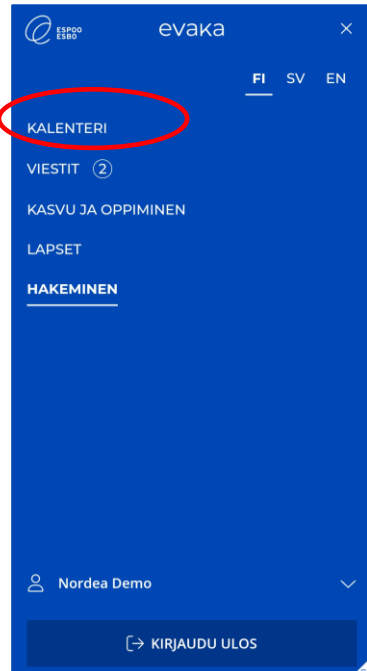 ESPOO
ESBO
evaka
FI SV EN
KALENTERI
VIESTIT 2
KASVU JA OPPIMINEN
LAPSET
HAKEMINEN
Nordea Demo
KIRJAUDU ULOS